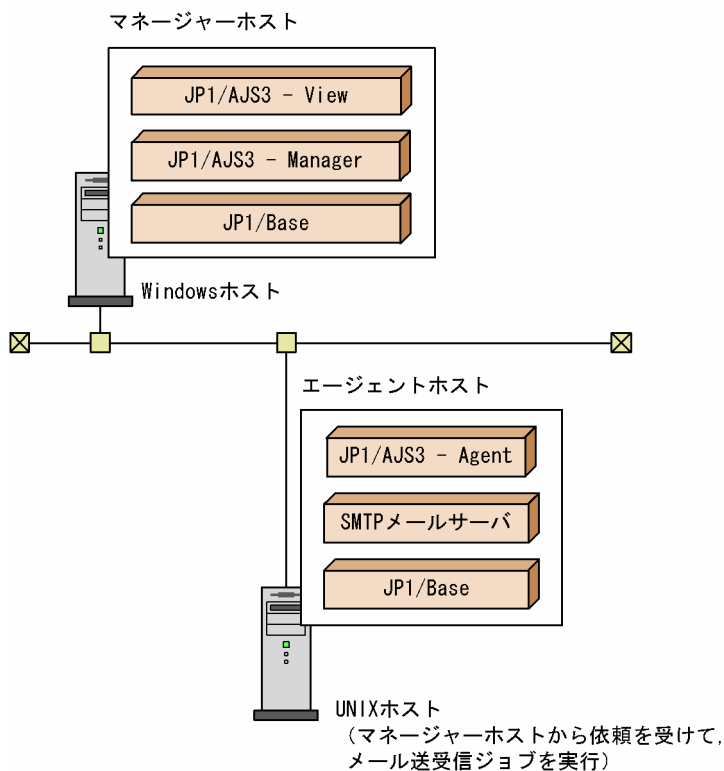 マネージャーホスト
JP1/AJS3 - View
JP1/AJS3 - Manager
JP1/Base
Windowsホスト
エージェントホスト
JP1/AJS3 - Agent
SMTPメールサーバ
JP1/Base
UNIXホスト
（マネージャーホストから依頼を受けて，
メール送受信ジョブを実行）